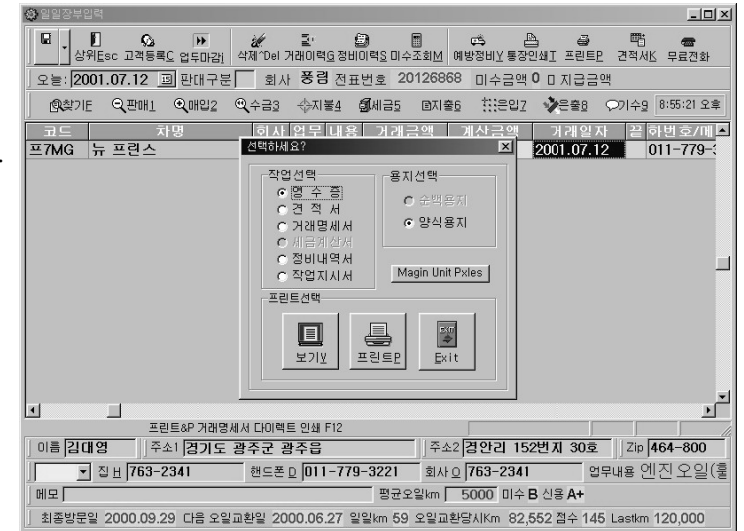 일일장부입력
상위Esc 고객등록C 업두마감] 삭제^Del 거래이력G 정비이력S 미수조회M 예방정비Y 통장인쇄T 프린트P 견적서K 무료전화
오늘: 2001.07.12 판대구분 회사 풍경 전표번호 20126868 미수금액 0 지급금액
찾기E 판매1 매입2 수금3 지불4 세금5 지출6 은입7 은출8 기수9 8:55:21 오후
코드 차명 회사 업무 내용 거래금액 계산금액 거래일자 끝 하번호/메
프7MG 뉴 프린스 2001.07.12 011-779-
선택하세요?
작업선택 용지선택
영 수 증
견 적 서
거래명세서
세금계산서
정비내역서
작업지시서
순백용지
양식용지
Magin Unit Pxles
프린트선택
보기V 프린트P EXIT Exit
프린트&P 거래명세서 다이렉트 인쇄 F12
이름 김대영 주소1 경기도 광주군 광주읍 주소2 경안리 152번지 30호 Zip 464-800
집 H 763-2341 핸드폰 D 011-779-3221 회사 O 763-2341 업무내용 엔진오일(
메모 평균오일km 5000 미수 B 신용 A+
최종방문일 2000.09.29 다음 오일교환일 2000.06.27 일일km 59 오일교환당시Km 82,552 점수 145 Lastkm 120,000